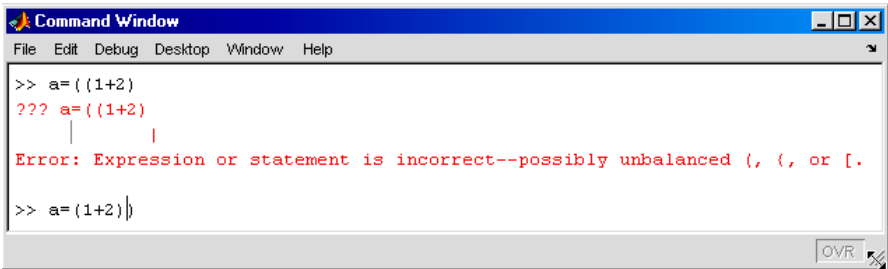 Command Window
File Edit Debug Desktop Window Help
>> a=((1+2)
??? a=((1+2)
|
Error: Expression or statement is incorrect--possibly unbalanced (, {, or [.
>> a=(1+2))
OVR